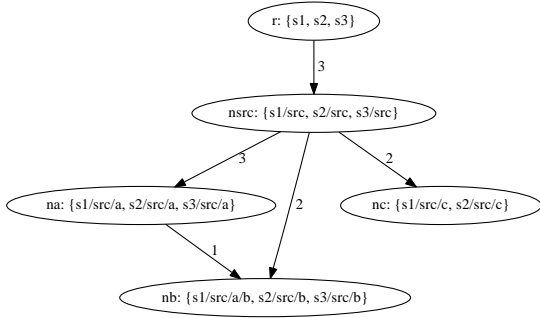 r: {s1, s2, s3}
3
nsrc: {s1/src, s2/src, s3/src}
3
2
2
na: {s1/src/a, s2/src/a, s3/src/a}
nc: {s1/src/c, s2/src/c}
1
nb: {s1/src/a/b, s2/src/b, s3/src/b}